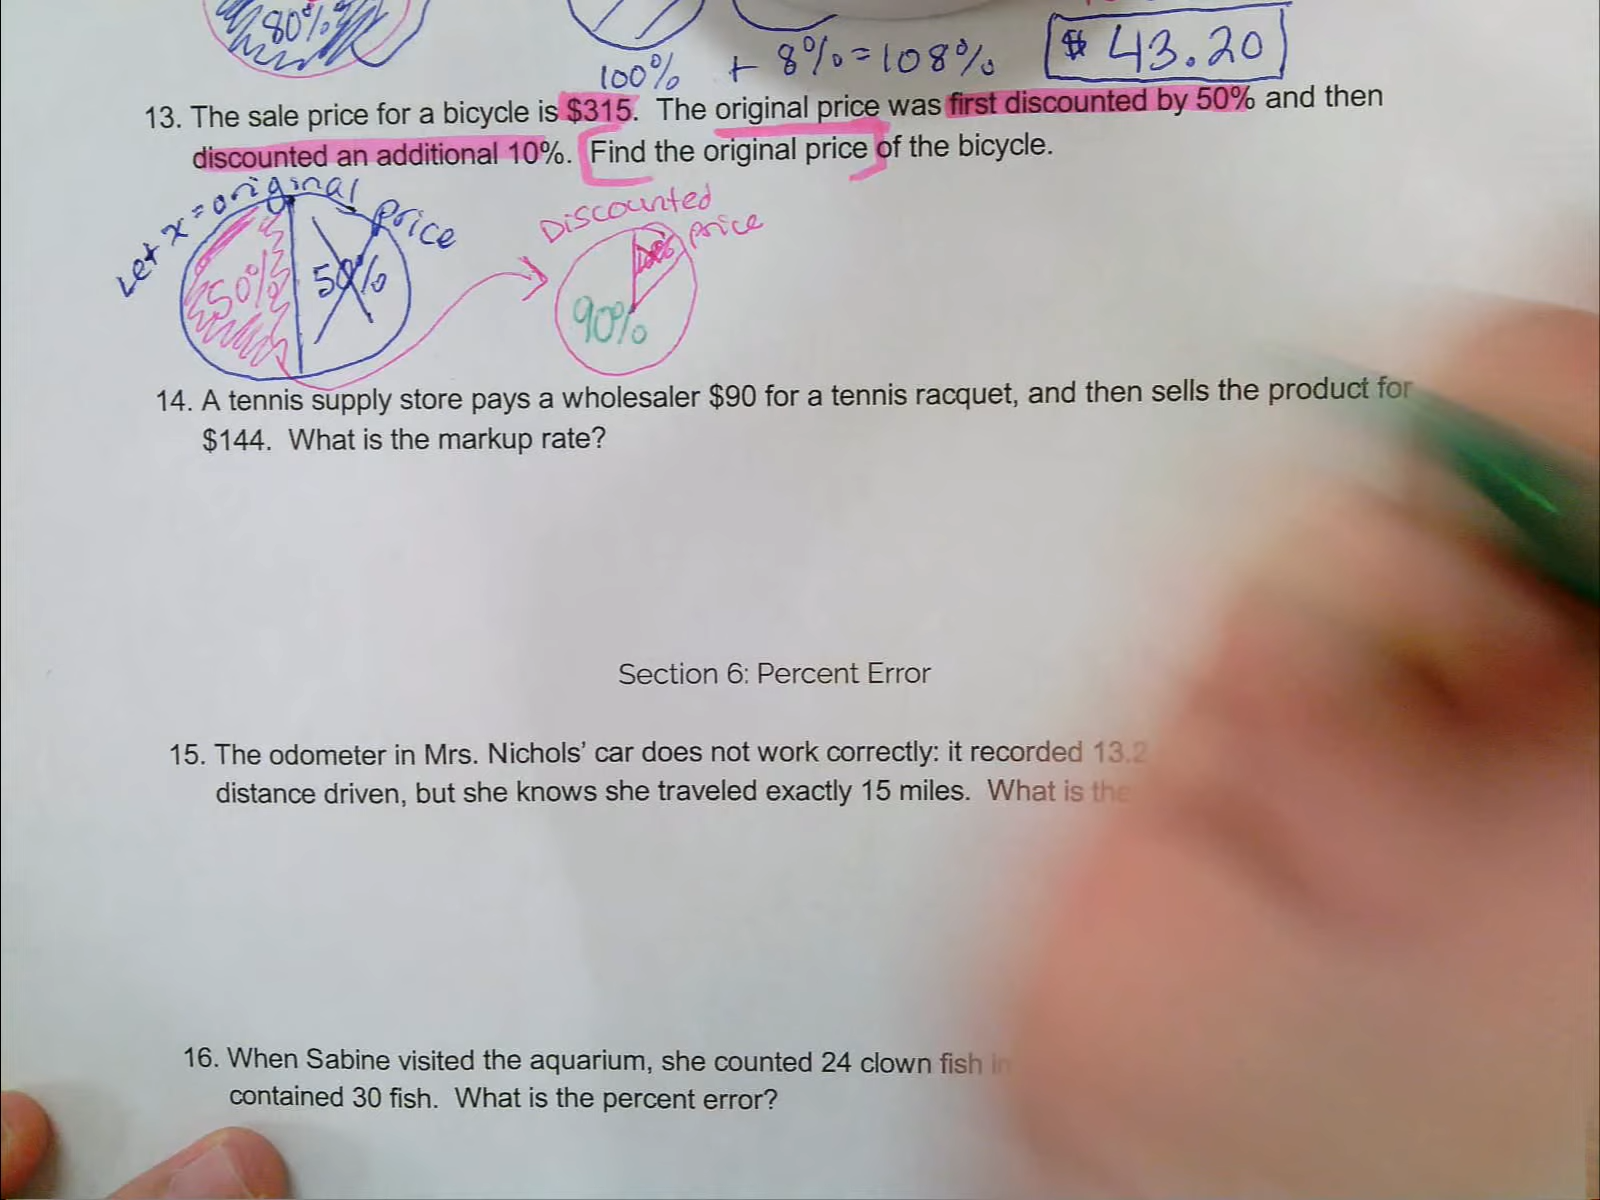 80%
100% + 8% = 108% $ 43.20
13. The sale price for a bicycle is $315. The original price was first discounted by 50% and then
discounted an additional 10%. Find the original price of the bicycle.
Let x = original price
50% 50%
Discounted price
90%
14. A tennis supply store pays a wholesaler $90 for a tennis racquet, and then sells the product for
$144. What is the markup rate?
Section 6: Percent Error
15. The odometer in Mrs. Nichols' car does not work correctly: it recorded 13.2
distance driven, but she knows she traveled exactly 15 miles. What is the
16. When Sabine visited the aquarium, she counted 24 clown fish in
contained 30 fish. What is the percent error?